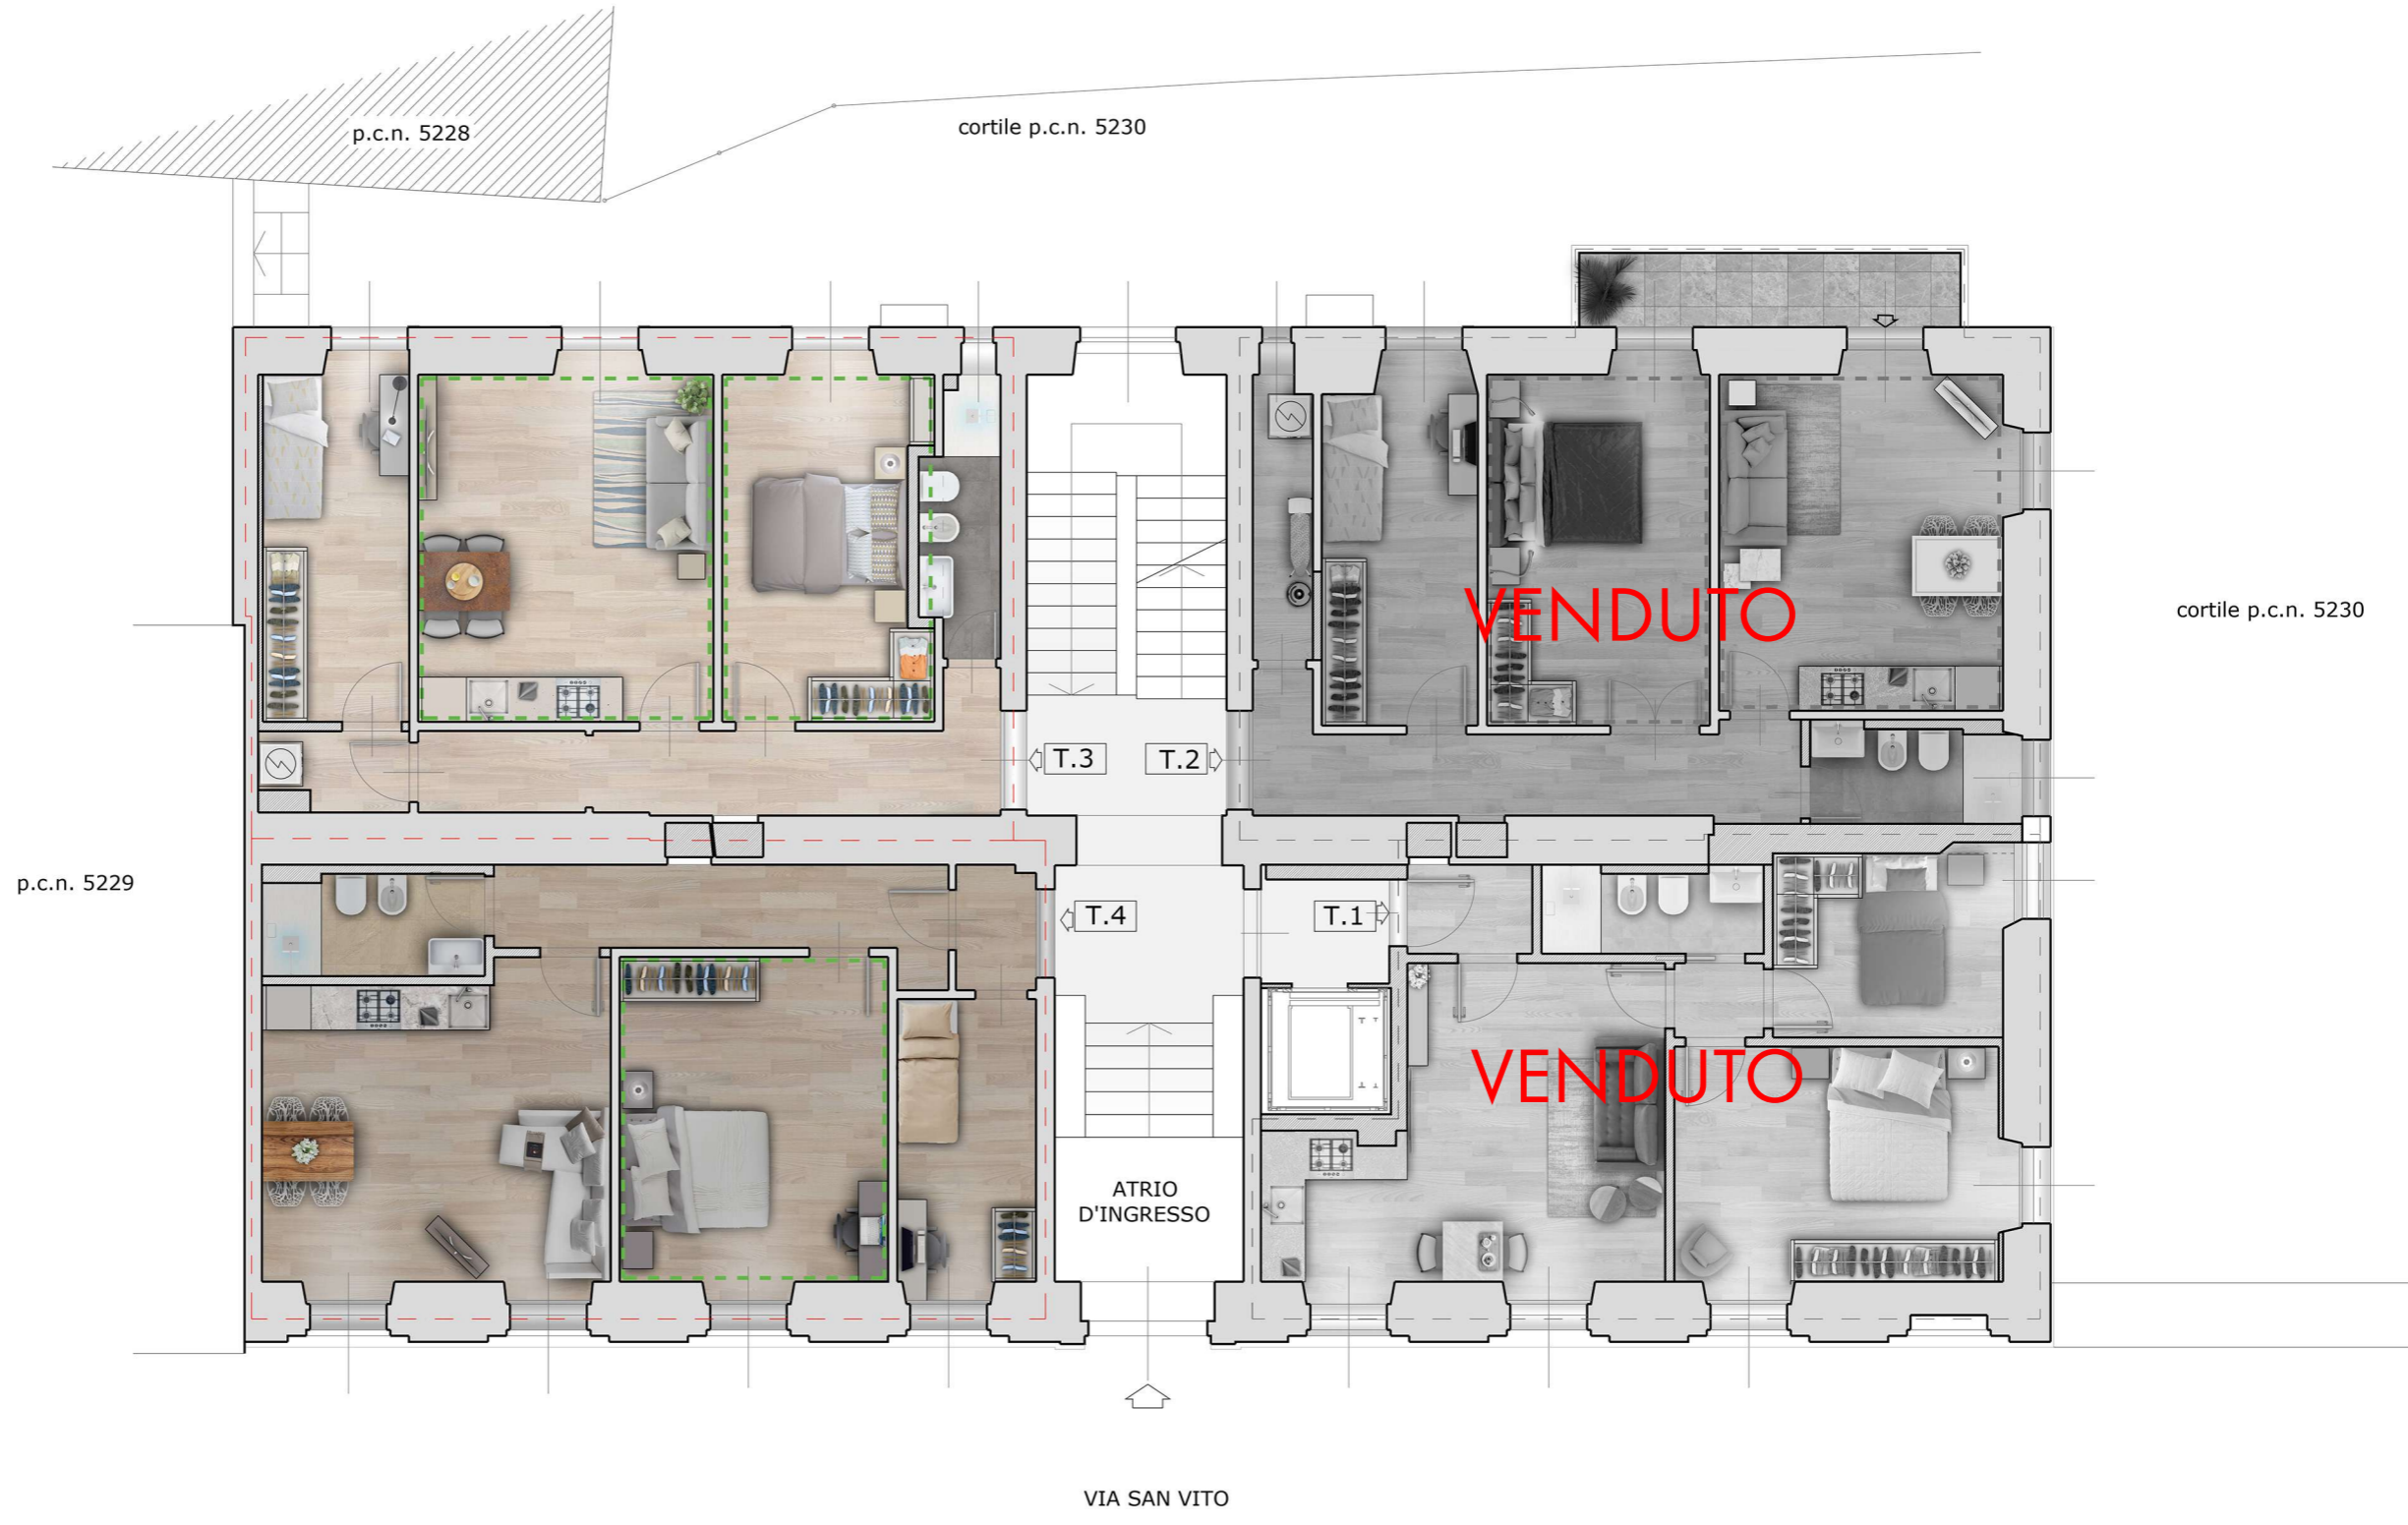 p.c.n. 5228
cortile p.c.n. 5230
VENDUTO
cortile p.c.n. 5230
T.3
T.2
p.c.n. 5229
T.4
T.1
VENDUTO
ATRIO
D'INGRESSO
VIA SAN VITO